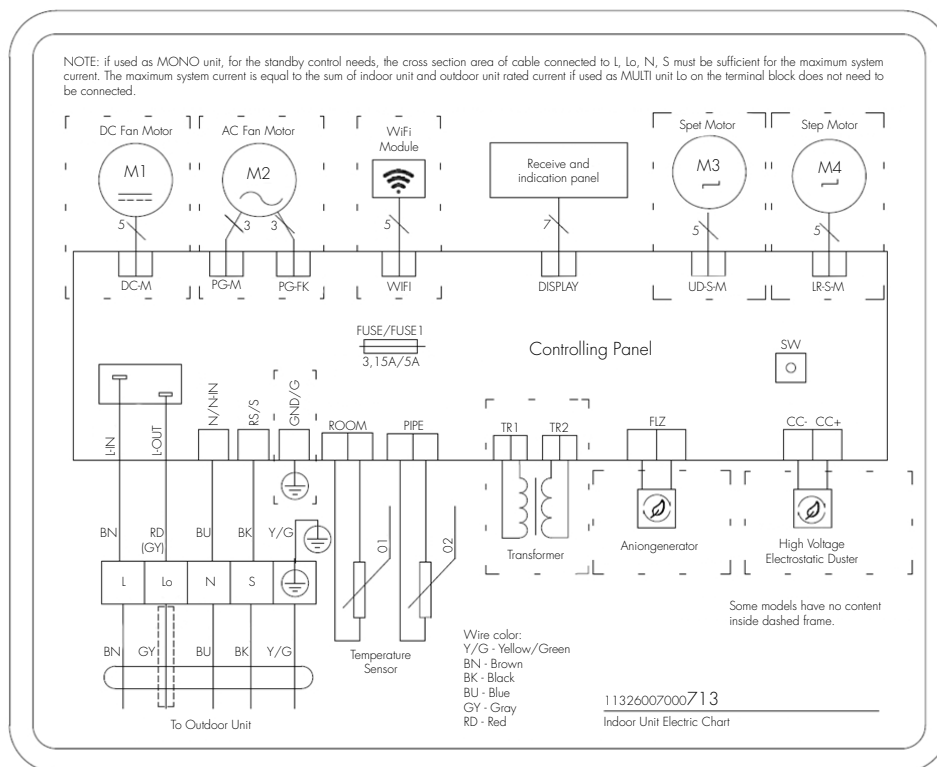 NOTE: if used as MONO unit, for the standby control needs, the cross section area of cable connected to L, Lo, N, S must be sufficient for the maximum system
current. The maximum system current is equal to the sum of indoor unit and outdoor unit rated current if used as MULTI unit Lo on the terminal block does not need to
be connected.
DC Fan Motor
AC Fan Motor
WiFi
Module
Spet Motor
Step Motor
M1
M2
Receive and
indication panel
M3
M4
5
3
3
5
7
5
5
DC-M
PG-M
PG-FK
WIFI
DISPLAY
UD-S-M
LR-S-M
FUSE/FUSE1
3,15A/5A
Controlling Panel
SW
L-IN
L-OUT
N/N-IN
RS/S
GND/G
ROOM
PIPE
TR1
TR2
FLZ
CC-
CC+
BN
RD
(GY)
BU
BK
Y/G
01
02
Transformer
Aniongenerator
High Voltage
Electrostatic Duster
L
Lo
N
S
Some models have no content
inside dashed frame.
BN
GY
BU
BK
Y/G
Temperature
Sensor
To Outdoor Unit
Wire color:
Y/G - Yellow/Green
BN - Brown
BK - Black
BU - Blue
GY - Gray
RD - Red
11326007000713
Indoor Unit Electric Chart